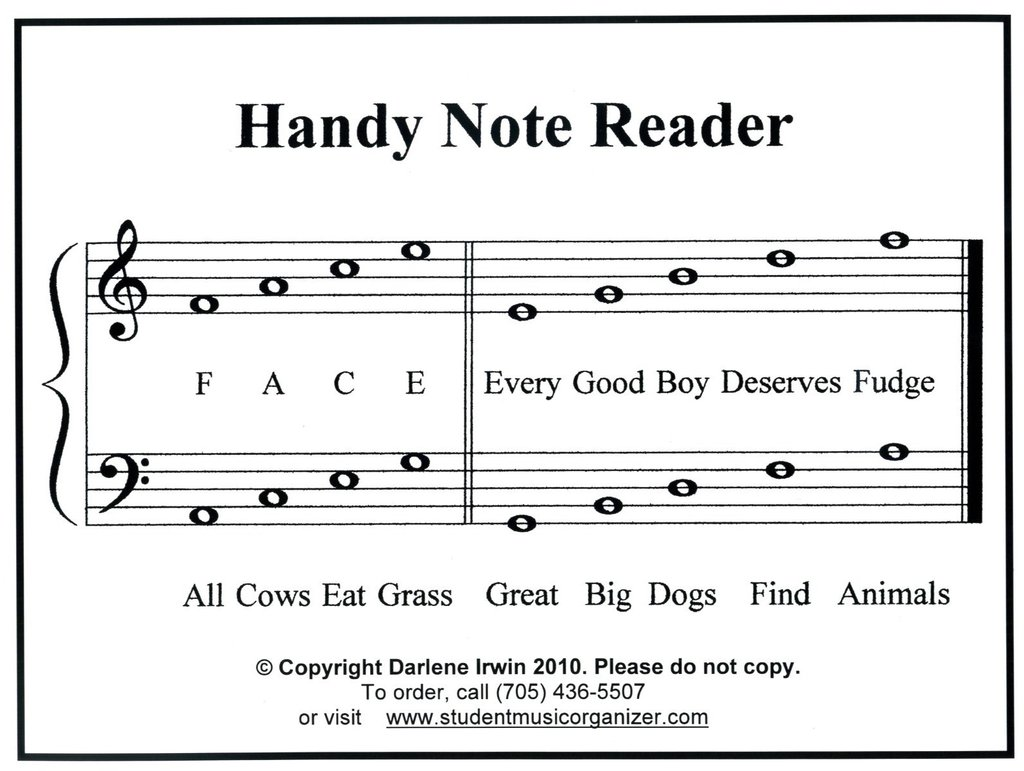 Handy Note Reader
F A C E Every Good Boy Deserves Fudge
All Cows Eat Grass Great Big Dogs Find Animals
© Copyright Darlene Irwin 2010. Please do not copy.
To order, call (705) 436-5507
or visit www.studentmusicorganizer.com